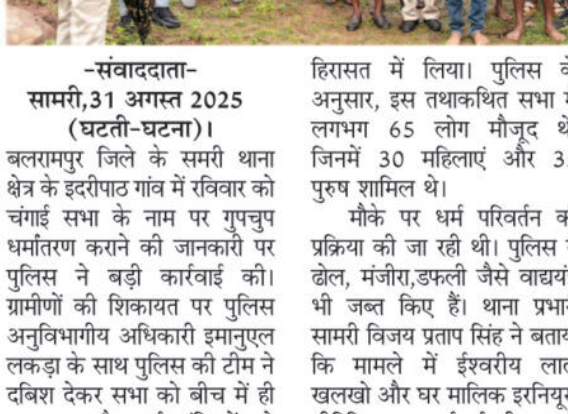 -संवाददाता-
सामरी,31 अगस्त 2025
(घटती-घटना)।
बलरामपुर जिले के समरी थाना
क्षेत्र के इदरीपाठ गांव में रविवार को
चंगाई सभा के नाम पर गुपचुप
धर्मांतरण कराने की जानकारी पर
पुलिस ने बड़ी कार्रवाई की।
ग्रामीणों की शिकायत पर पुलिस
अनुविभागीय अधिकारी इमानुएल
लकड़ा के साथ पुलिस की टीम ने
दबिश देकर सभा को बीच में ही
हिरासत में लिया। पुलिस
अनुसार, इस तथाकथित सभा
लगभग 65 लोग मौजूद
जिनमें 30 महिलाएं और
पुरुष शामिल थे।
मौके पर धर्म परिवर्तन
प्रक्रिया की जा रही थी। पुलिस
ढोल, मंजीरा,डफली जैसे वाद्ययं
भी जब्त किए हैं। थाना प्रभा
सामरी विजय प्रताप सिंह ने बताय
कि मामले में ईश्वरीय
खलखो और घर मालिक इरनियू